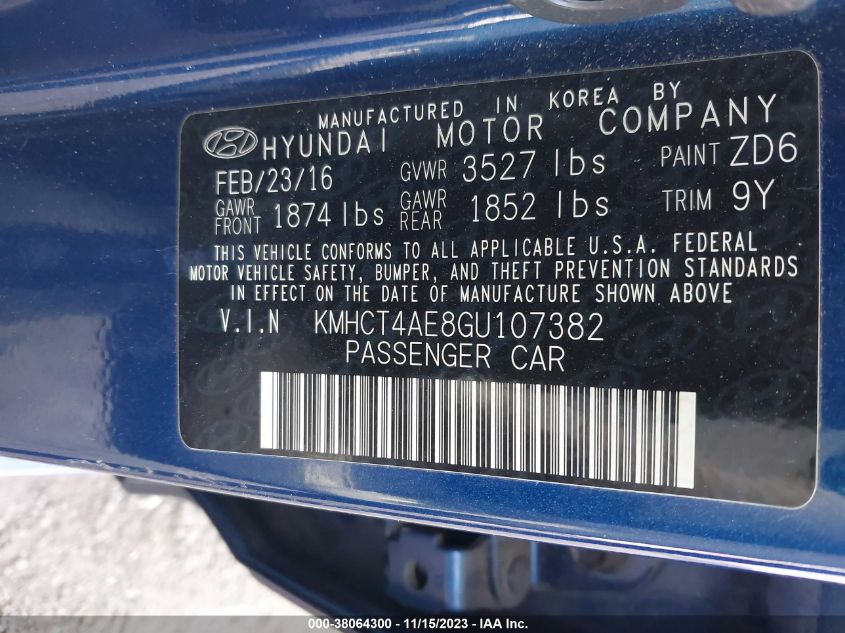 MANUFACTURED IN KOREA BY
HYUNDAI MOTOR COMPANY
FEB/23/16 GVWR 3527 lbs PAINT ZD6
GAWR FRONT 1874 lbs GAWR REAR 1852 lbs TRIM 9Y
THIS VEHICLE CONFORMS TO ALL APPLICABLE U.S.A. FEDERAL
MOTOR VEHICLE SAFETY, BUMPER, AND THEFT PREVENTION STANDARDS
IN EFFECT ON THE DATE OF MANUFACTURE SHOWN ABOVE
V.I.N KMHCT4AE8GU107382
PASSENGER CAR
000-38064300 - 11/15/2023 - IAA Inc.